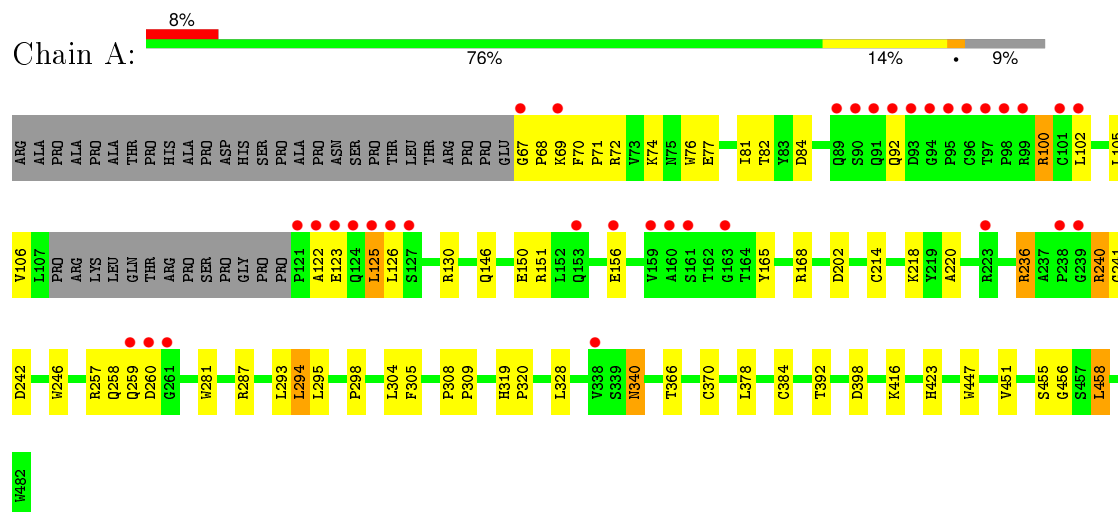 8%
Chain A:
76% 14% • 9%
ARG ALA PRO ALA PRO ALA THR PRO HIS ALA PRO ASP HIS SER PRO ALA PRO ASN SER PRO THR LEU THR ARG PRO PRO GLU G67 P68 K69 F70 P71 R72 V73 K74 N75 W76 E77 I81 T82 Y83 D84 Q89 S90 Q91 Q92 D93 G94 P95 C96 T97 P98 R99 R100 C101 L102 L105
V106 L107 PRO ARG LYS LEU GLN THR ARG PRO SER PRO GLY PRO PRO P121 A122 E123 Q124 L125 L126 S127 R130 Q146 E150 R151 L152 Q153 E156 V159 A160 S161 T162 G163 T164 Y165 R168 D202 C214 K218 Y219 A220 R223 R236 A237 P238 G239 R240 G241
D242 W246 R257 Q258 Q259 D260 G261 W281 R287 L293 L294 L295 P298 L304 F305 P308 P309 H319 P320 L328 V338 S339 N340 T366 C370 L378 C384 T392 D398 K416 H423 W447 V451 S455 G456 S457 L458
W482